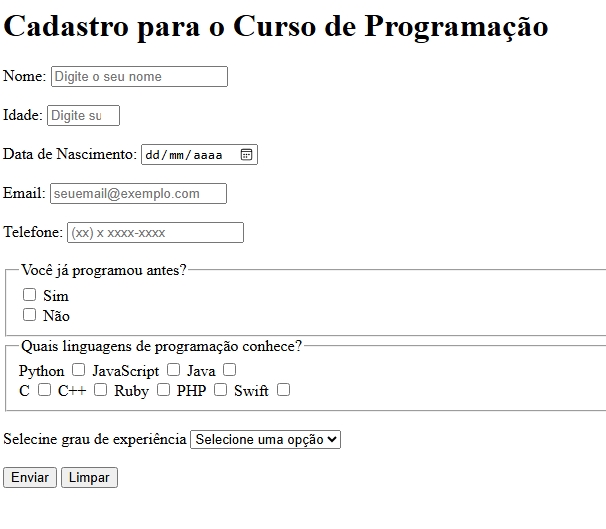 Cadastro para o Curso de Programação
Nome: Digite o seu nome
Idade: Digite su
Data de Nascimento: dd/mm/aaaa
Email: seuemail@exemplo.com
Telefone: (xx) x xxxx-xxxx
Você já programou antes?
Sim
Não
Quais linguagens de programação conhece?
Python JavaScript Java
C C++ Ruby PHP Swift
Selecine grau de experiência Selecione uma opção
Enviar Limpar